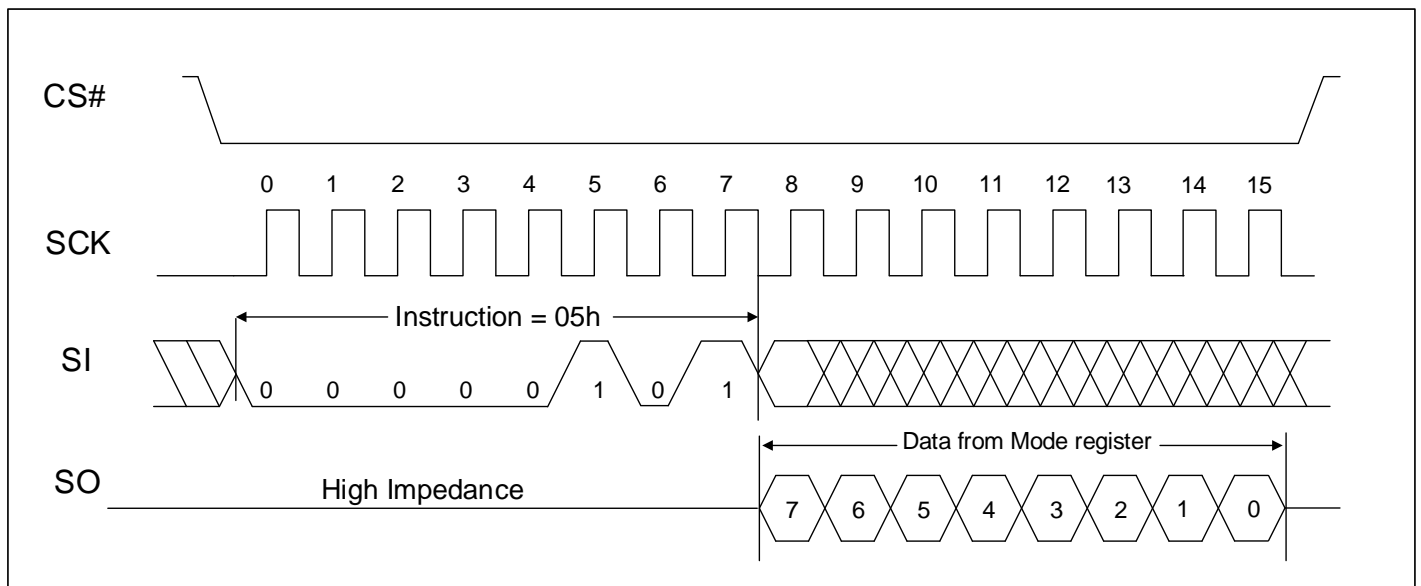 CS#
0 1 2 3 4 5 6 7 8 9 10 11 12 13 14 15
SCK
Instruction = 05h
SI
0 0 0 0 0 1 0 1
Data from Mode register
SO
High Impedance
7 6 5 4 3 2 1 0